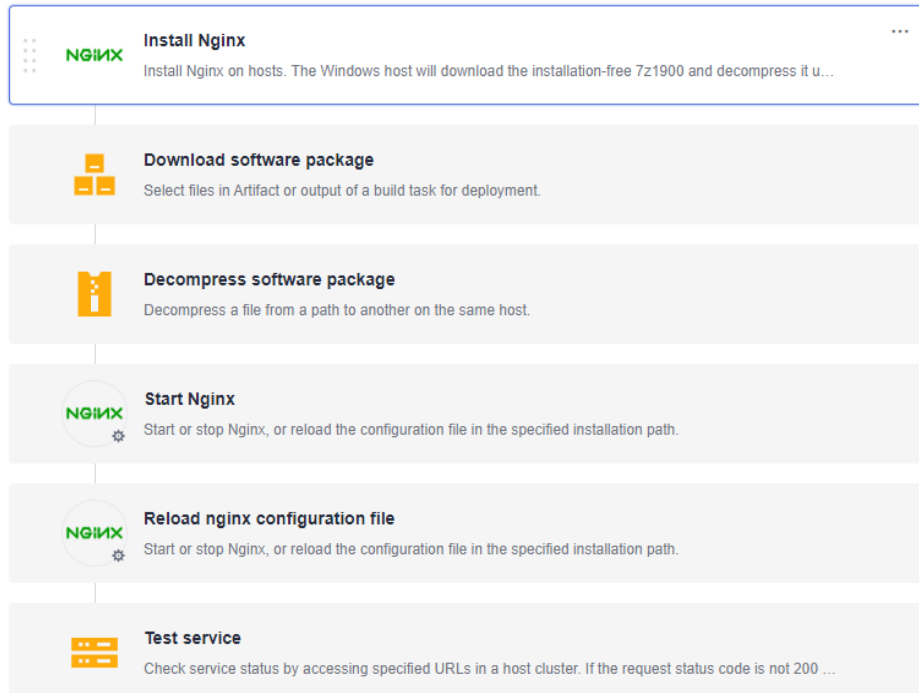 ...
NGINX
Install Nginx
Install Nginx on hosts. The Windows host will download the installation-free 7z1900 and decompress it u...
Download software package
Select files in Artifact or output of a build task for deployment.
Decompress software package
Decompress a file from a path to another on the same host.
NGINX
Start Nginx
Start or stop Nginx, or reload the configuration file in the specified installation path.
NGINX
Reload nginx configuration file
Start or stop Nginx, or reload the configuration file in the specified installation path.
Test service
Check service status by accessing specified URLs in a host cluster. If the request status code is not 200 ...